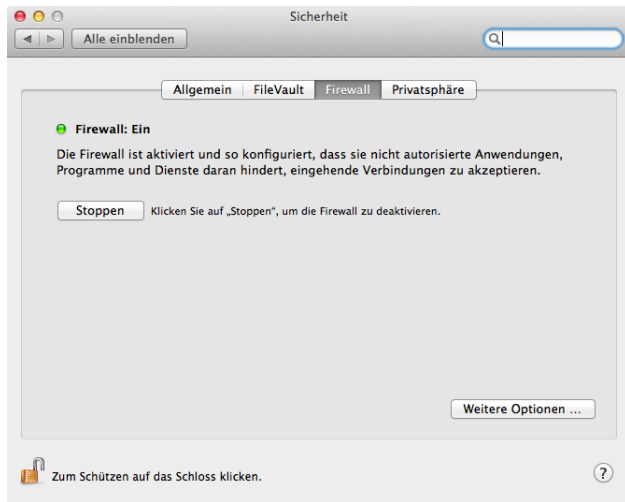 Sicherheit
Alle einblenden
Allgemein FileVault Firewall Privatsphäre
Firewall: Ein
Die Firewall ist aktiviert und so konfiguriert, dass sie nicht autorisierte Anwendungen,
Programme und Dienste daran hindert, eingehende Verbindungen zu akzeptieren.
Stoppen Klicken Sie auf „Stoppen“, um die Firewall zu deaktivieren.
Weitere Optionen ...
Zum Schützen auf das Schloss klicken. ?